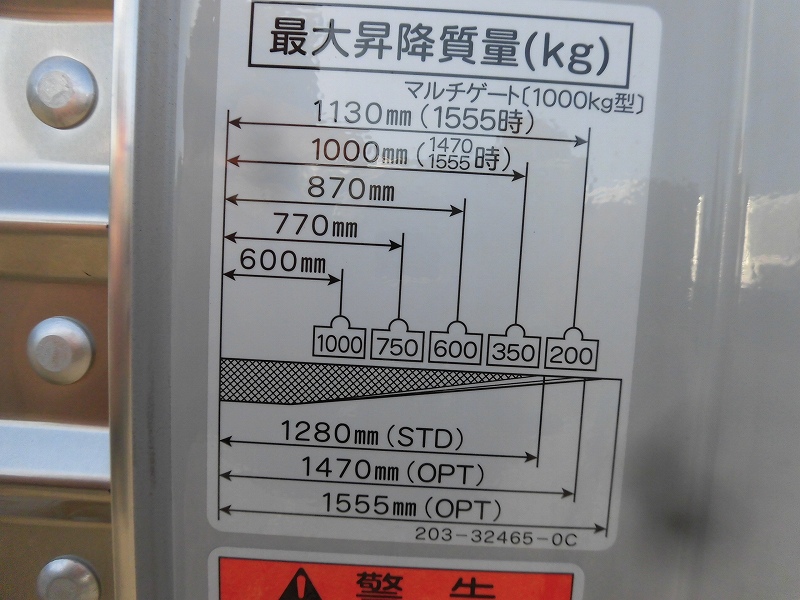 最大昇降質量(kg)
マルチゲート〔1000kg型〕
1130㎜(1555時)
1000㎜(1470 1555時)
870㎜
770㎜
600㎜
1000 750 600 350 200
1280㎜(STD)
1470㎜(OPT)
1555㎜(OPT)
203-32465-0C
警告